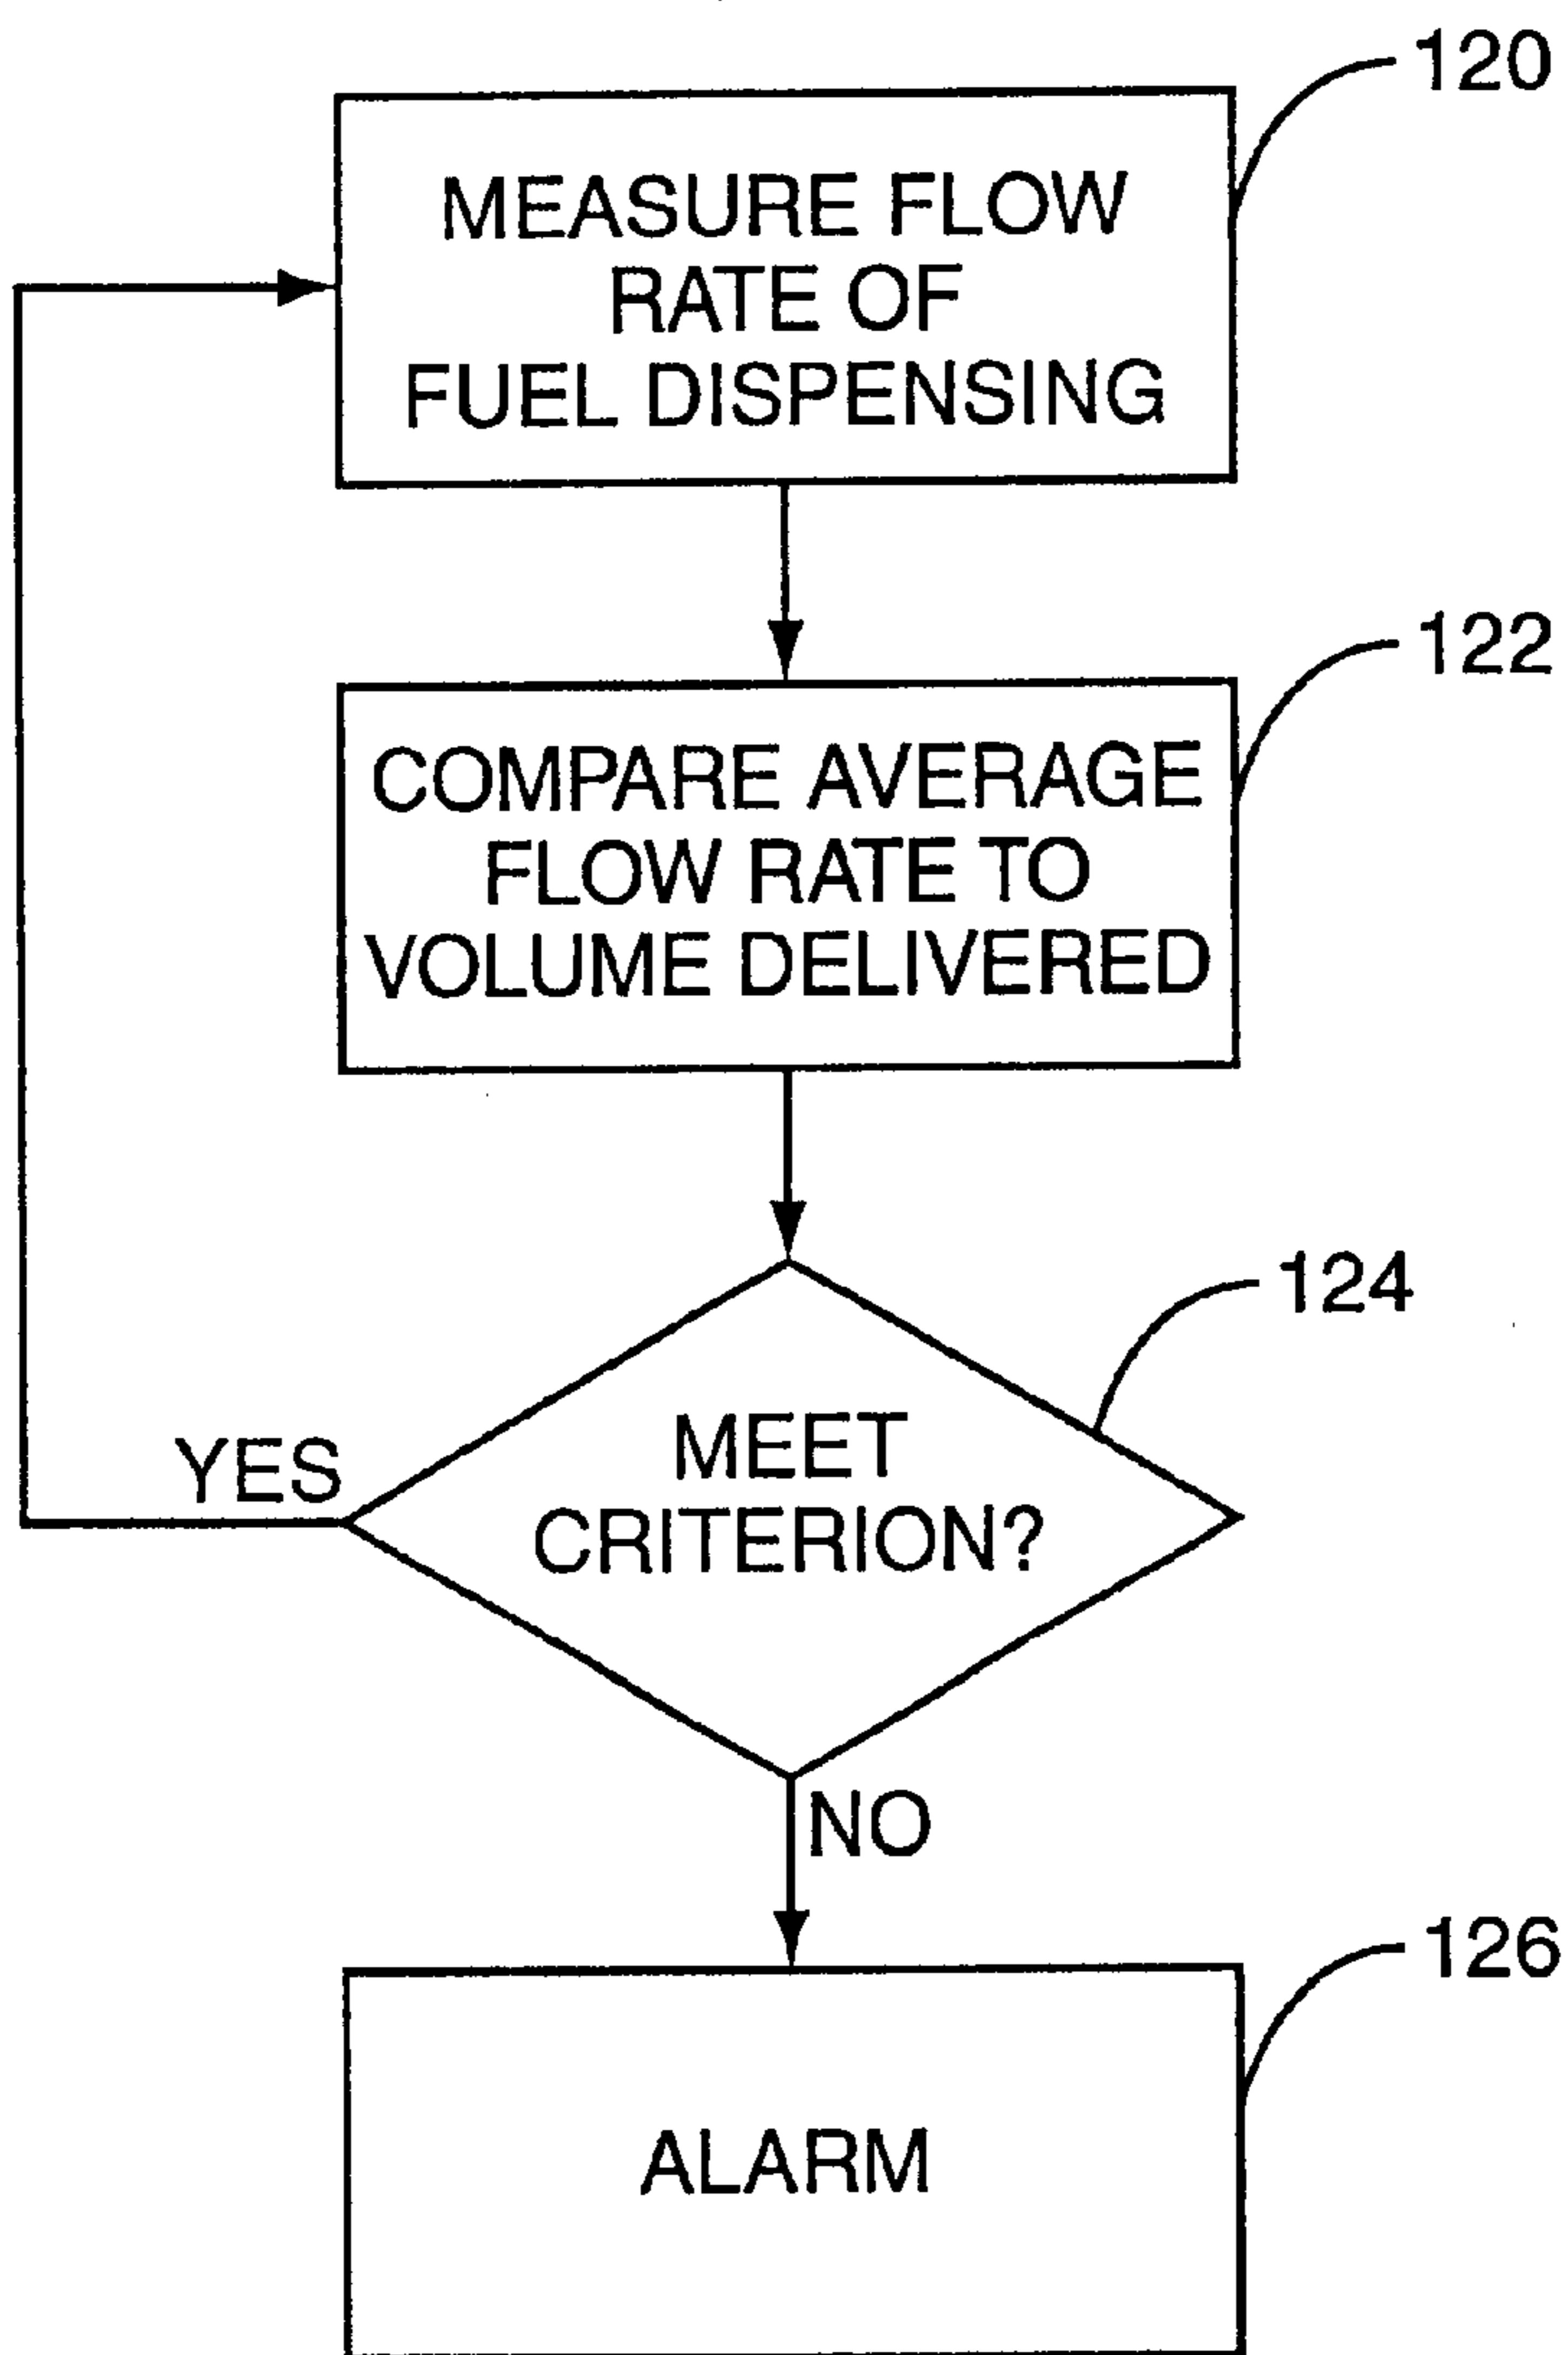 120
MEASURE FLOW
RATE OF
FUEL DISPENSING
122
COMPARE AVERAGE
FLOW RATE TO
VOLUME DELIVERED
124
MEET
CRITERION?
YES
NO
126
ALARM